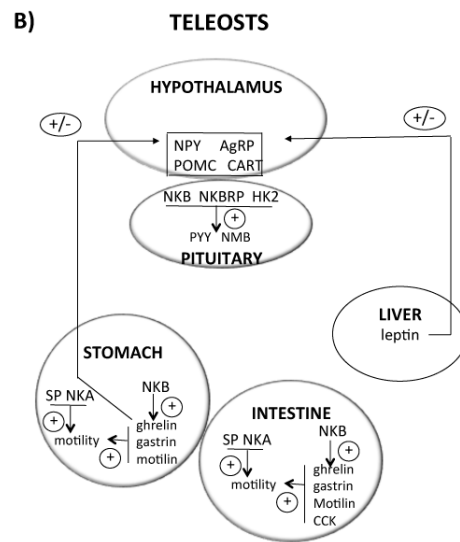 B)
TELEOSTS
HYPOTHALAMUS
+/-
+/-
NPY AgRP
POMC CART
NKB NKBRP HK2
+
PYY NMB
PITUITARY
LIVER
leptin
STOMACH
SP NKA
+
motility
NKB
+
ghrelin
gastrin
motilin
+
INTESTINE
SP NKA
+
motility
NKB
+
ghrelin
gastrin
Motilin
CCK
+